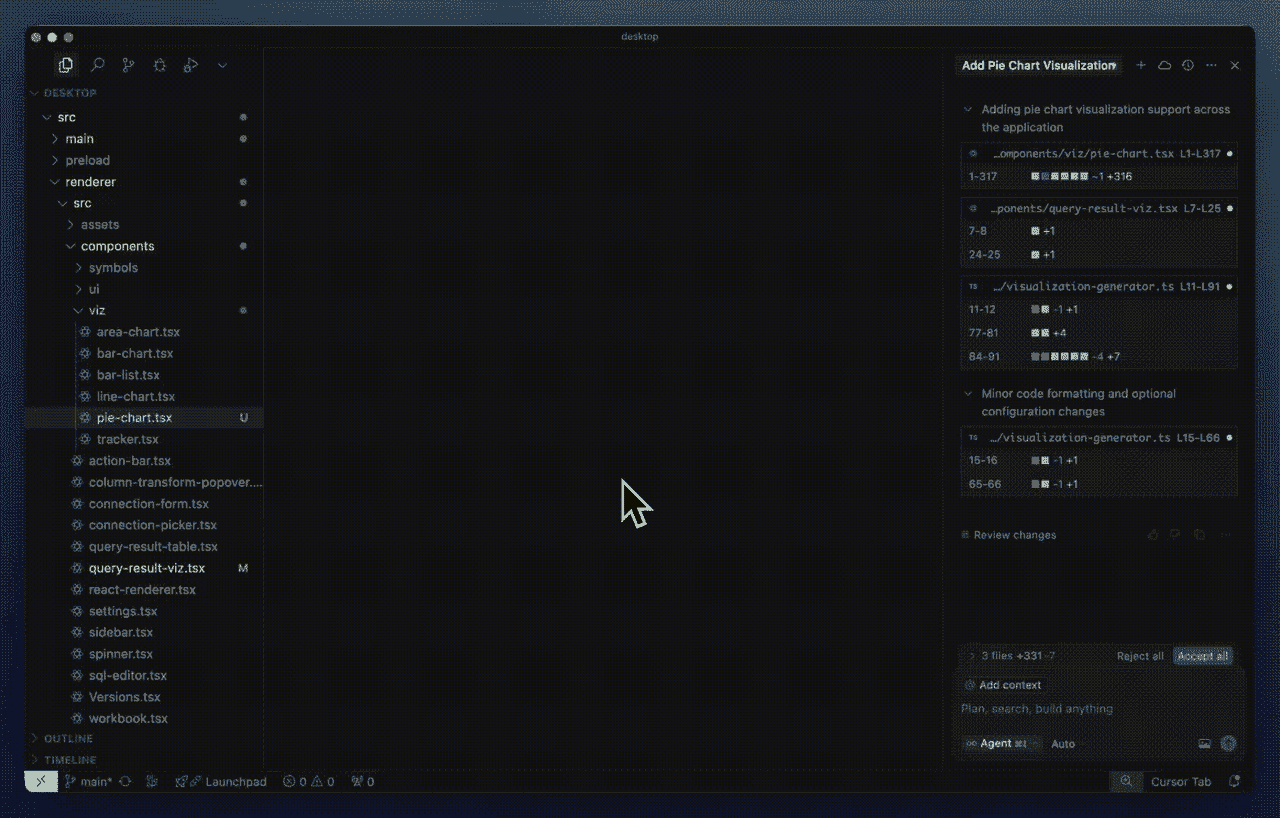 desktop
DESKTOP
src
main
preload
renderer
src
assets
components
symbols
ui
viz
area-chart.tsx
bar-chart.tsx
bar-list.tsx
line-chart.tsx
pie-chart.tsx U
tracker.tsx
action-bar.tsx
column-transform-popover....
connection-form.tsx
connection-picker.tsx
query-result-table.tsx
query-result-viz.tsx M
react-renderer.tsx
settings.tsx
sidebar.tsx
spinner.tsx
sql-editor.tsx
Versions.tsx
workbook.tsx
OUTLINE
TIMELINE
Add Pie Chart Visualization
Adding pie chart visualization support across
the application
…omponents/viz/pie-chart.tsx L1-L317
1-317 -1 +316
…ponents/query-result-viz.tsx L7-L25
7-8 +1
24-25 +1
TS …/visualization-generator.ts L11-L91
11-12 -1 +1
77-81 +4
84-91 -4 +7
Minor code formatting and optional
configuration changes
TS …/visualization-generator.ts L15-L66
15-16 -1 +1
65-66 -1 +1
Review changes
3 files +331 -7 Reject all Accept all
Add context
Plan, search, build anything
Agent Auto
main* Launchpad 0 0 0 Cursor Tab